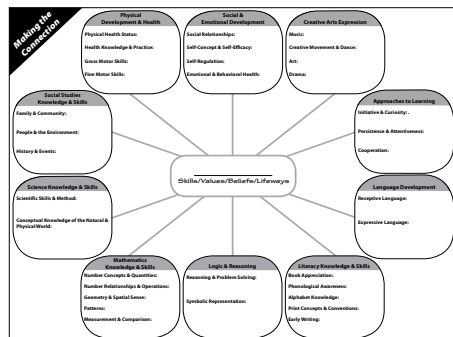 Making the
Connection
Physical
Development & Health
Physical Health Status:
Health Knowledge & Practice:
Gross Motor Skills:
Fine Motor Skills:
Social &
Emotional Development
Social Relationships:
Self-Concept & Self-Efficacy:
Self-Regulation:
Emotional & Behavioral Health:
Creative Arts Expression
Music:
Creative Movement & Dance:
Art:
Drama:
Social Studies
Knowledge & Skills
Family & Community:
People & the Environment:
History & Events:
Approaches to Learning
Initiative & Curiosity: .
Persistence & Attentiveness:
Cooperation:
Skills/Values/Beliefs/Lifeways
Science Knowledge & Skills
Scientific Skills & Method:
Conceptual Knowledge of the Natural &
Physical World:
Language Development
Receptive Language:
Expressive Language:
Mathematics
Knowledge & Skills
Number Concepts & Quantities:
Number Relationships & Operations:
Geometry & Spatial Sense:
Patterns:
Measurement & Comparison:
Logic & Reasoning
Reasoning & Problem Solving:
Symbolic Representation:
Literacy Knowledge & Skills
Book Appreciation:
Phonological Awareness:
Alphabet Knowledge:
Print Concepts & Conventions:
Early Writing: